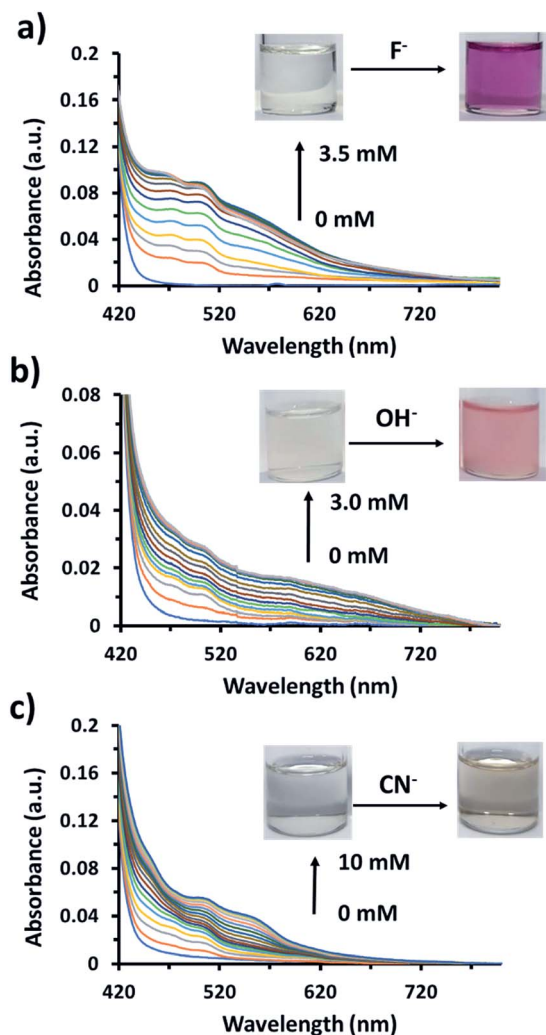 a)
0.2
0.16
0.12
0.08
0.04
0
Absorbance (a.u.)
F⁻
3.5 mM
0 mM
420
520
620
720
Wavelength (nm)
b)
0.08
0.06
0.04
0.02
0
Absorbance (a.u.)
OH⁻
3.0 mM
0 mM
420
520
620
720
Wavelength (nm)
c)
0.2
0.16
0.12
0.08
0.04
0
Absorbance (a.u.)
CN⁻
10 mM
0 mM
420
520
620
720
Wavelength (nm)